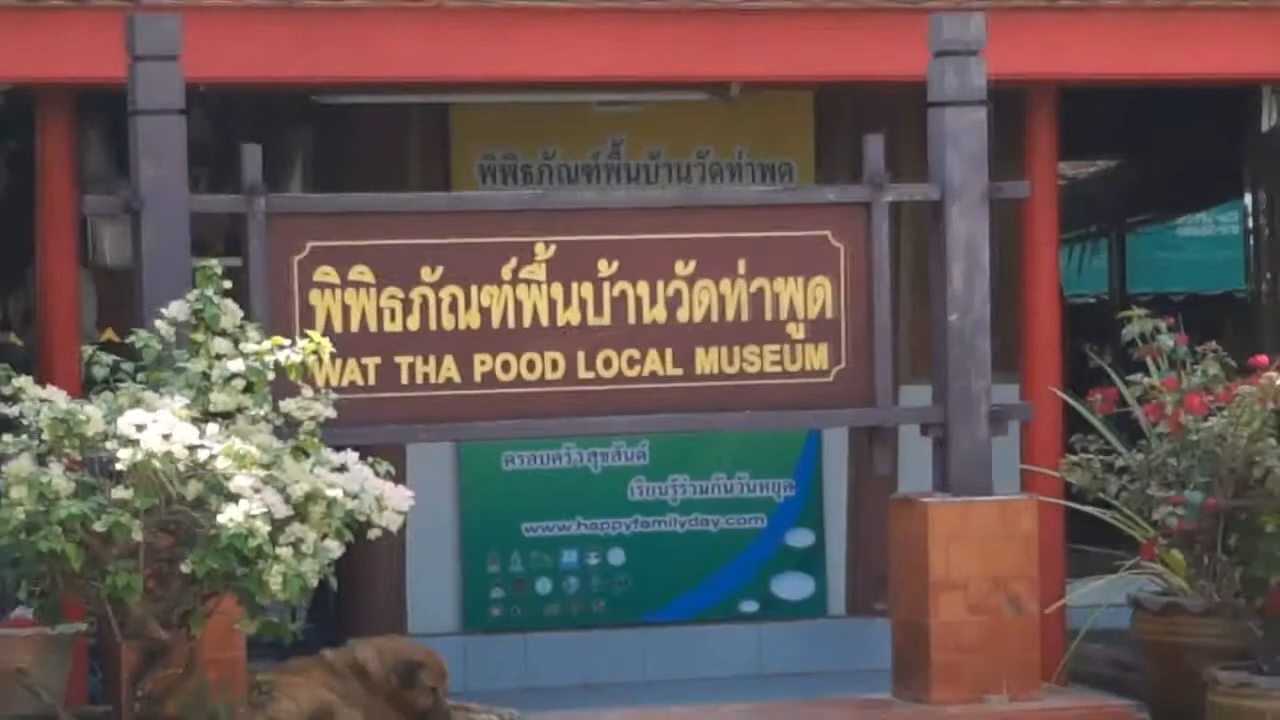 พิพิธภัณฑ์พื้นบ้านวัดท่าพูด
พิพิธภัณฑ์พื้นบ้านวัดท่าพูด
WAT THA POOD LOCAL MUSEUM
ครอบครัวสุขสันต์
เรียนรู้ร่วมกันวันหยุด
www.happyfamilyday.com